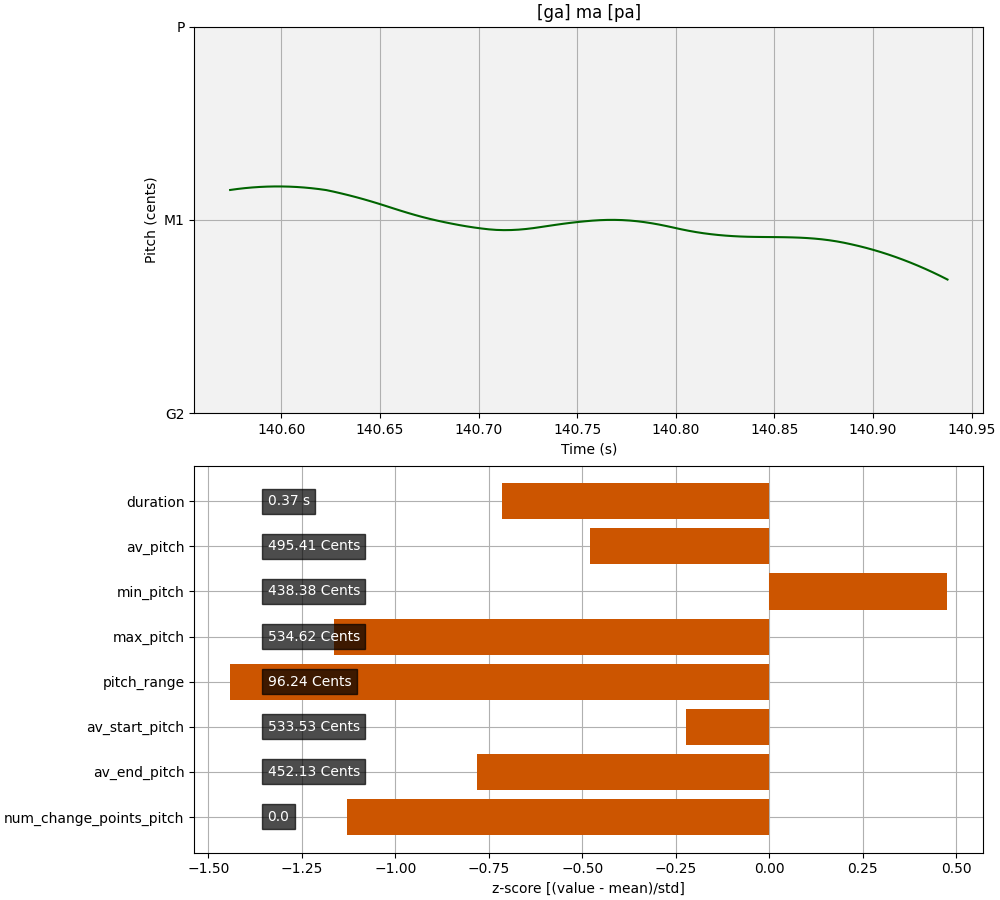 [ga] ma [pa]
P
M1
G2
Pitch (cents)
140.60 140.65 140.70 140.75 140.80 140.85 140.90 140.95
Time (s)
duration 0.37 s
av_pitch 495.41 Cents
min_pitch 438.38 Cents
max_pitch 534.62 Cents
pitch_range 96.24 Cents
av_start_pitch 533.53 Cents
av_end_pitch 452.13 Cents
num_change_points_pitch 0.0
−1.50 −1.25 −1.00 −0.75 −0.50 −0.25 0.00 0.25 0.50
z-score [(value - mean)/std]